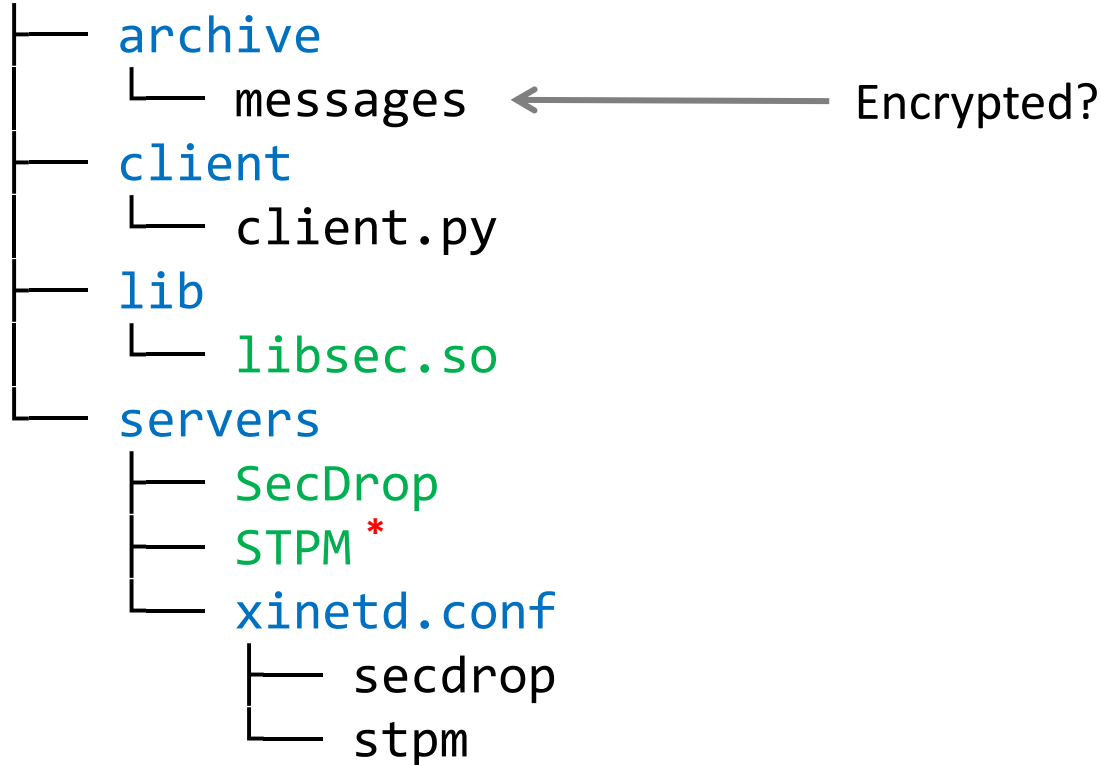 archive
messages Encrypted?
client
client.py
lib
libsec.so
servers
SecDrop
STPM *
xinetd.conf
secdrop
stpm